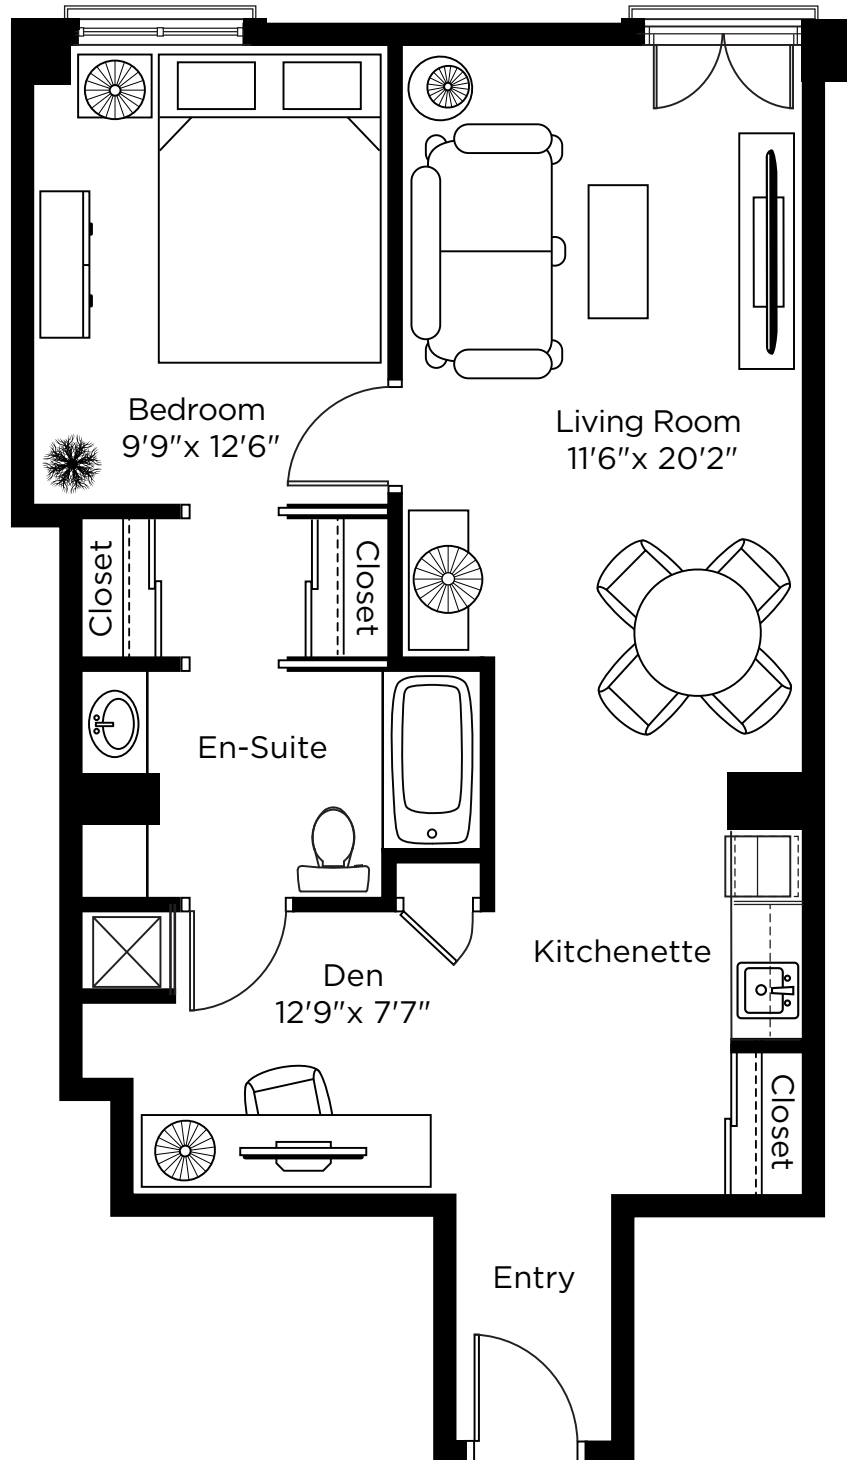 Bedroom
9'9"x 12'6"
Living Room
11'6"x 20'2"
Closet
Closet
En-Suite
Kitchenette
Den
12'9"x 7'7"
Closet
Entry